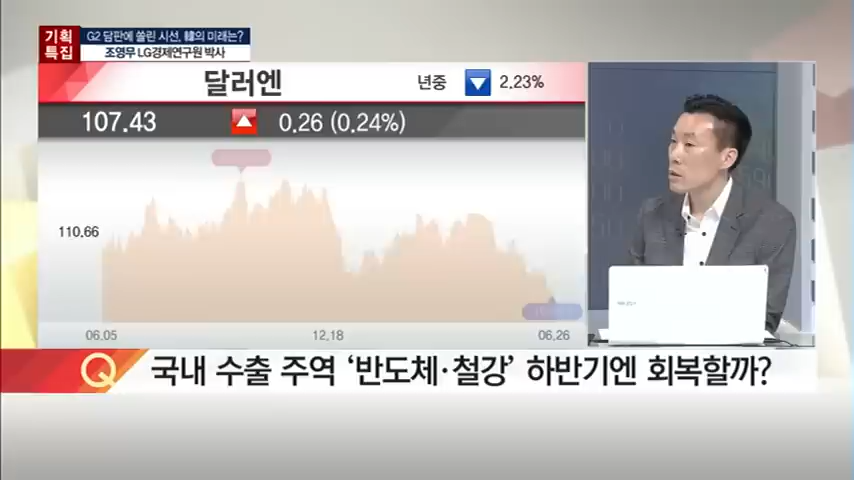 기획
특집
G2 담판에 쏠린 시선, 韓의 미래는?
조영무 LG경제연구원 박사
달러엔
년중 ▼ 2.23%
107.43 ▲ 0.26 (0.24%)
110.66
06.05 12.18 06.26
Q 국내 수출 주역 ‘반도체·철강’ 하반기엔 회복할까?